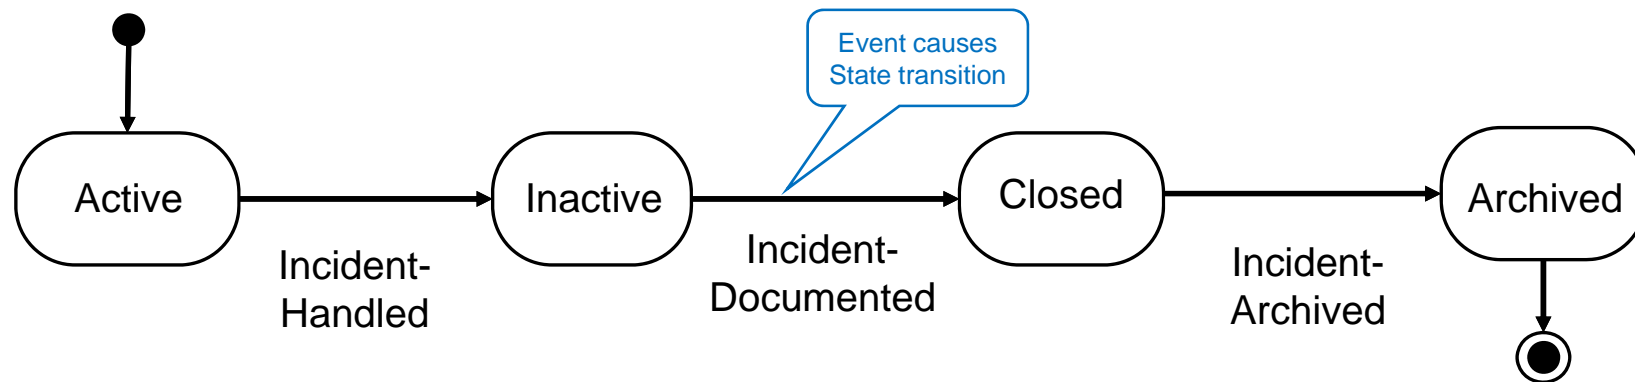 Event causes
State transition
Active
Inactive
Closed
Archived
Incident-
Handled
Incident-
Documented
Incident-
Archived